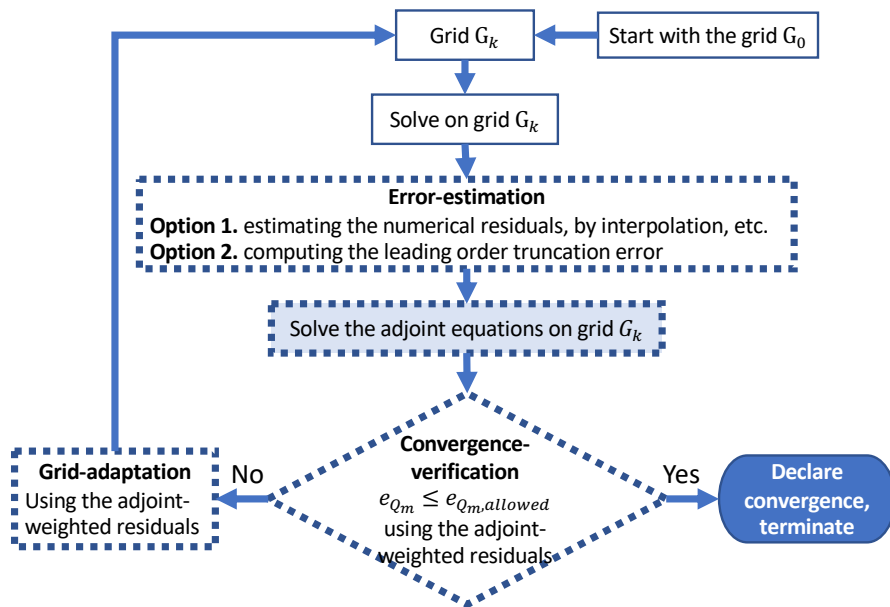 Grid G_k
Start with the grid G_0
Solve on grid G_k
Error-estimation
Option 1. estimating the numerical residuals, by interpolation, etc.
Option 2. computing the leading order truncation error
Solve the adjoint equations on grid G_k
Convergence-
verification
e_{Q_m} ≤ e_{Q_{m,allowed}}
using the adjoint-
weighted residuals
No
Yes
Grid-adaptation
Using the adjoint-
weighted residuals
Declare
convergence,
terminate